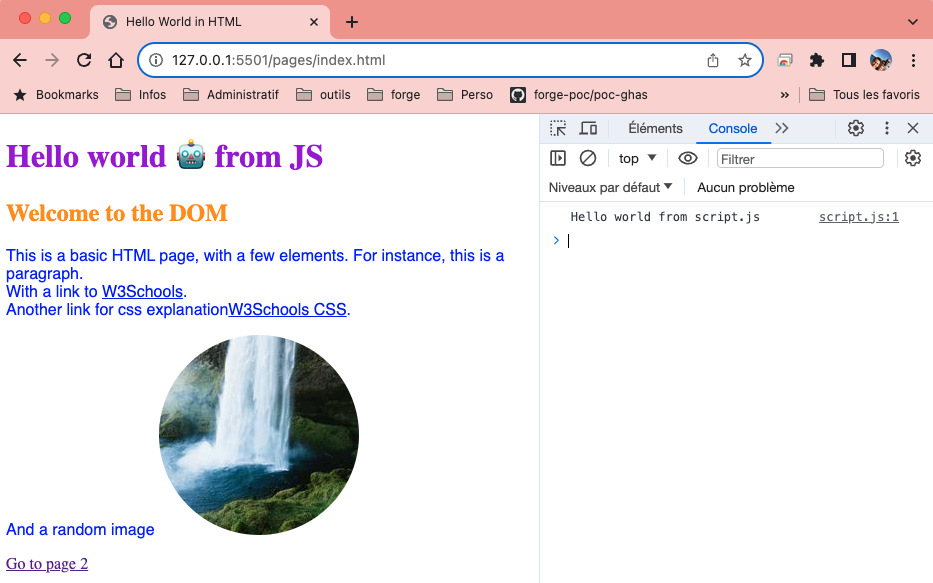 Hello World in HTML
127.0.0.1:5501/pages/index.html
Bookmarks Infos Administratif outils forge Perso forge-poc/poc-ghas » Tous les favoris
Hello world 🤖 from JS
Welcome to the DOM
This is a basic HTML page, with a few elements. For instance, this is a
paragraph.
With a link to W3Schools.
Another link for css explanationW3Schools CSS.
And a random image
Go to page 2
Éléments Console
top Filtrer
Niveaux par défaut Aucun problème
Hello world from script.js script.js:1